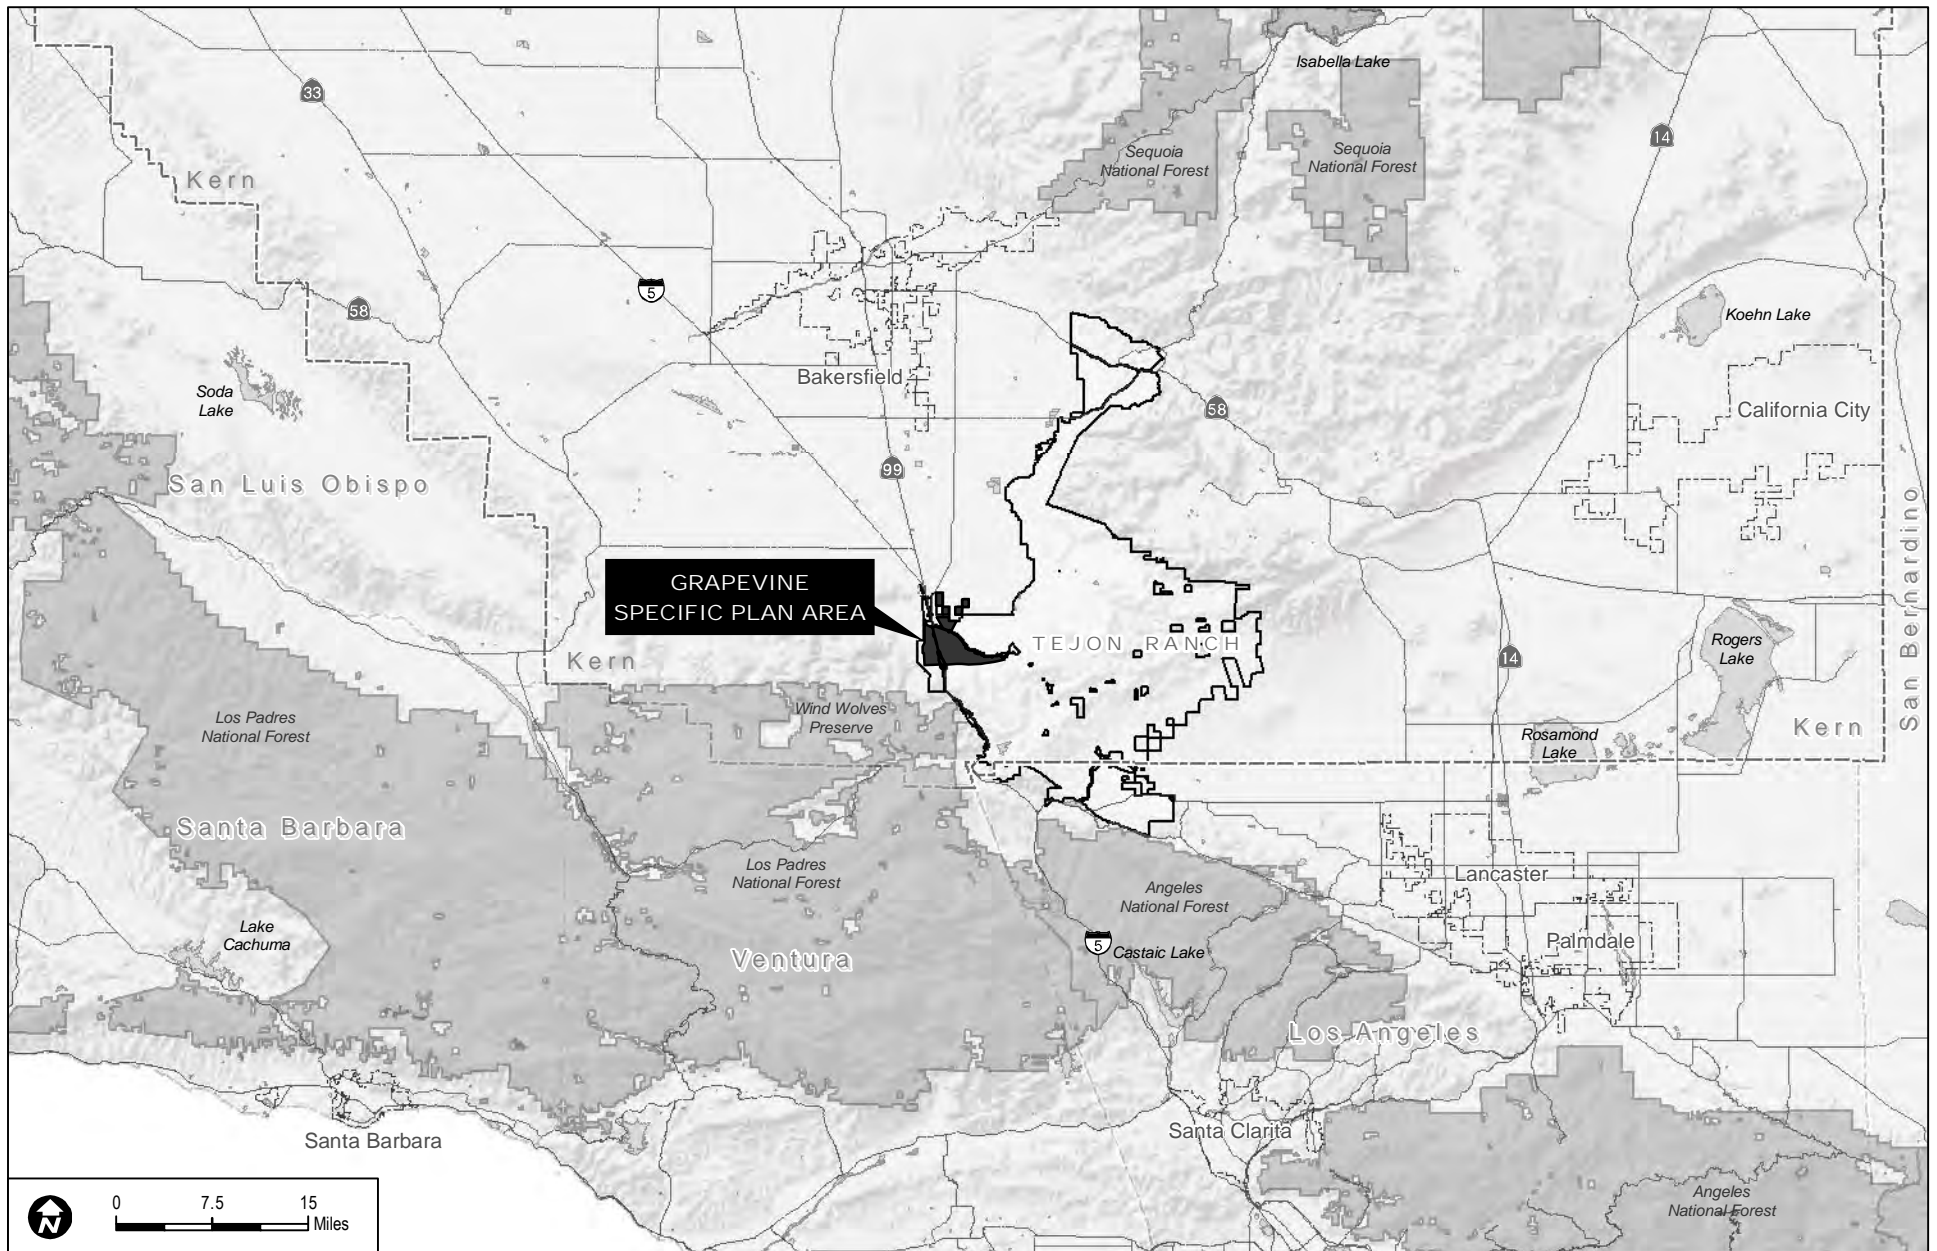 Isabella Lake
33
14
Sequoia
National Forest
Sequoia
National Forest
Kern
5
58
Koehn Lake
Bakersfield
Soda
Lake
58
California City
99
San Luis Obispo
San Bernardino
GRAPEVINE
SPECIFIC PLAN AREA
TEJON RANCH
Kern
14
Rogers
Lake
Wind Wolves
Preserve
Los Padres
National Forest
Kern
Rosamond
Lake
Santa Barbara
Los Padres
National Forest
Lancaster
Angeles
National Forest
Lake
Cachuma
Palmdale
5
Castaic Lake
Ventura
Los Angeles
Santa Barbara
Santa Clarita
Angeles
National Forest
N
0 7.5 15
Miles